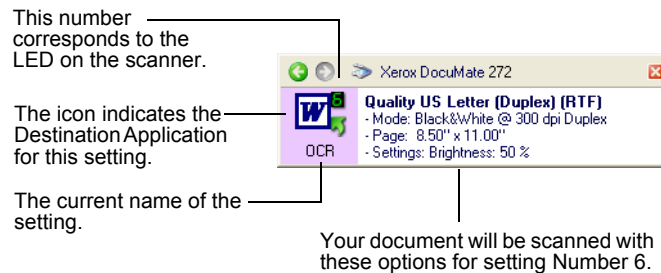 This number
corresponds to the
LED on the scanner.
Xerox DocuMate 272
The icon indicates the
Destination Application
for this setting.
W 6
OCR
Quality US Letter (Duplex) (RTF)
- Mode: Black&White @ 300 dpi Duplex
- Page: 8.50" x 11.00"
- Settings: Brightness: 50 %
The current name of the
setting.
Your document will be scanned with
these options for setting Number 6.